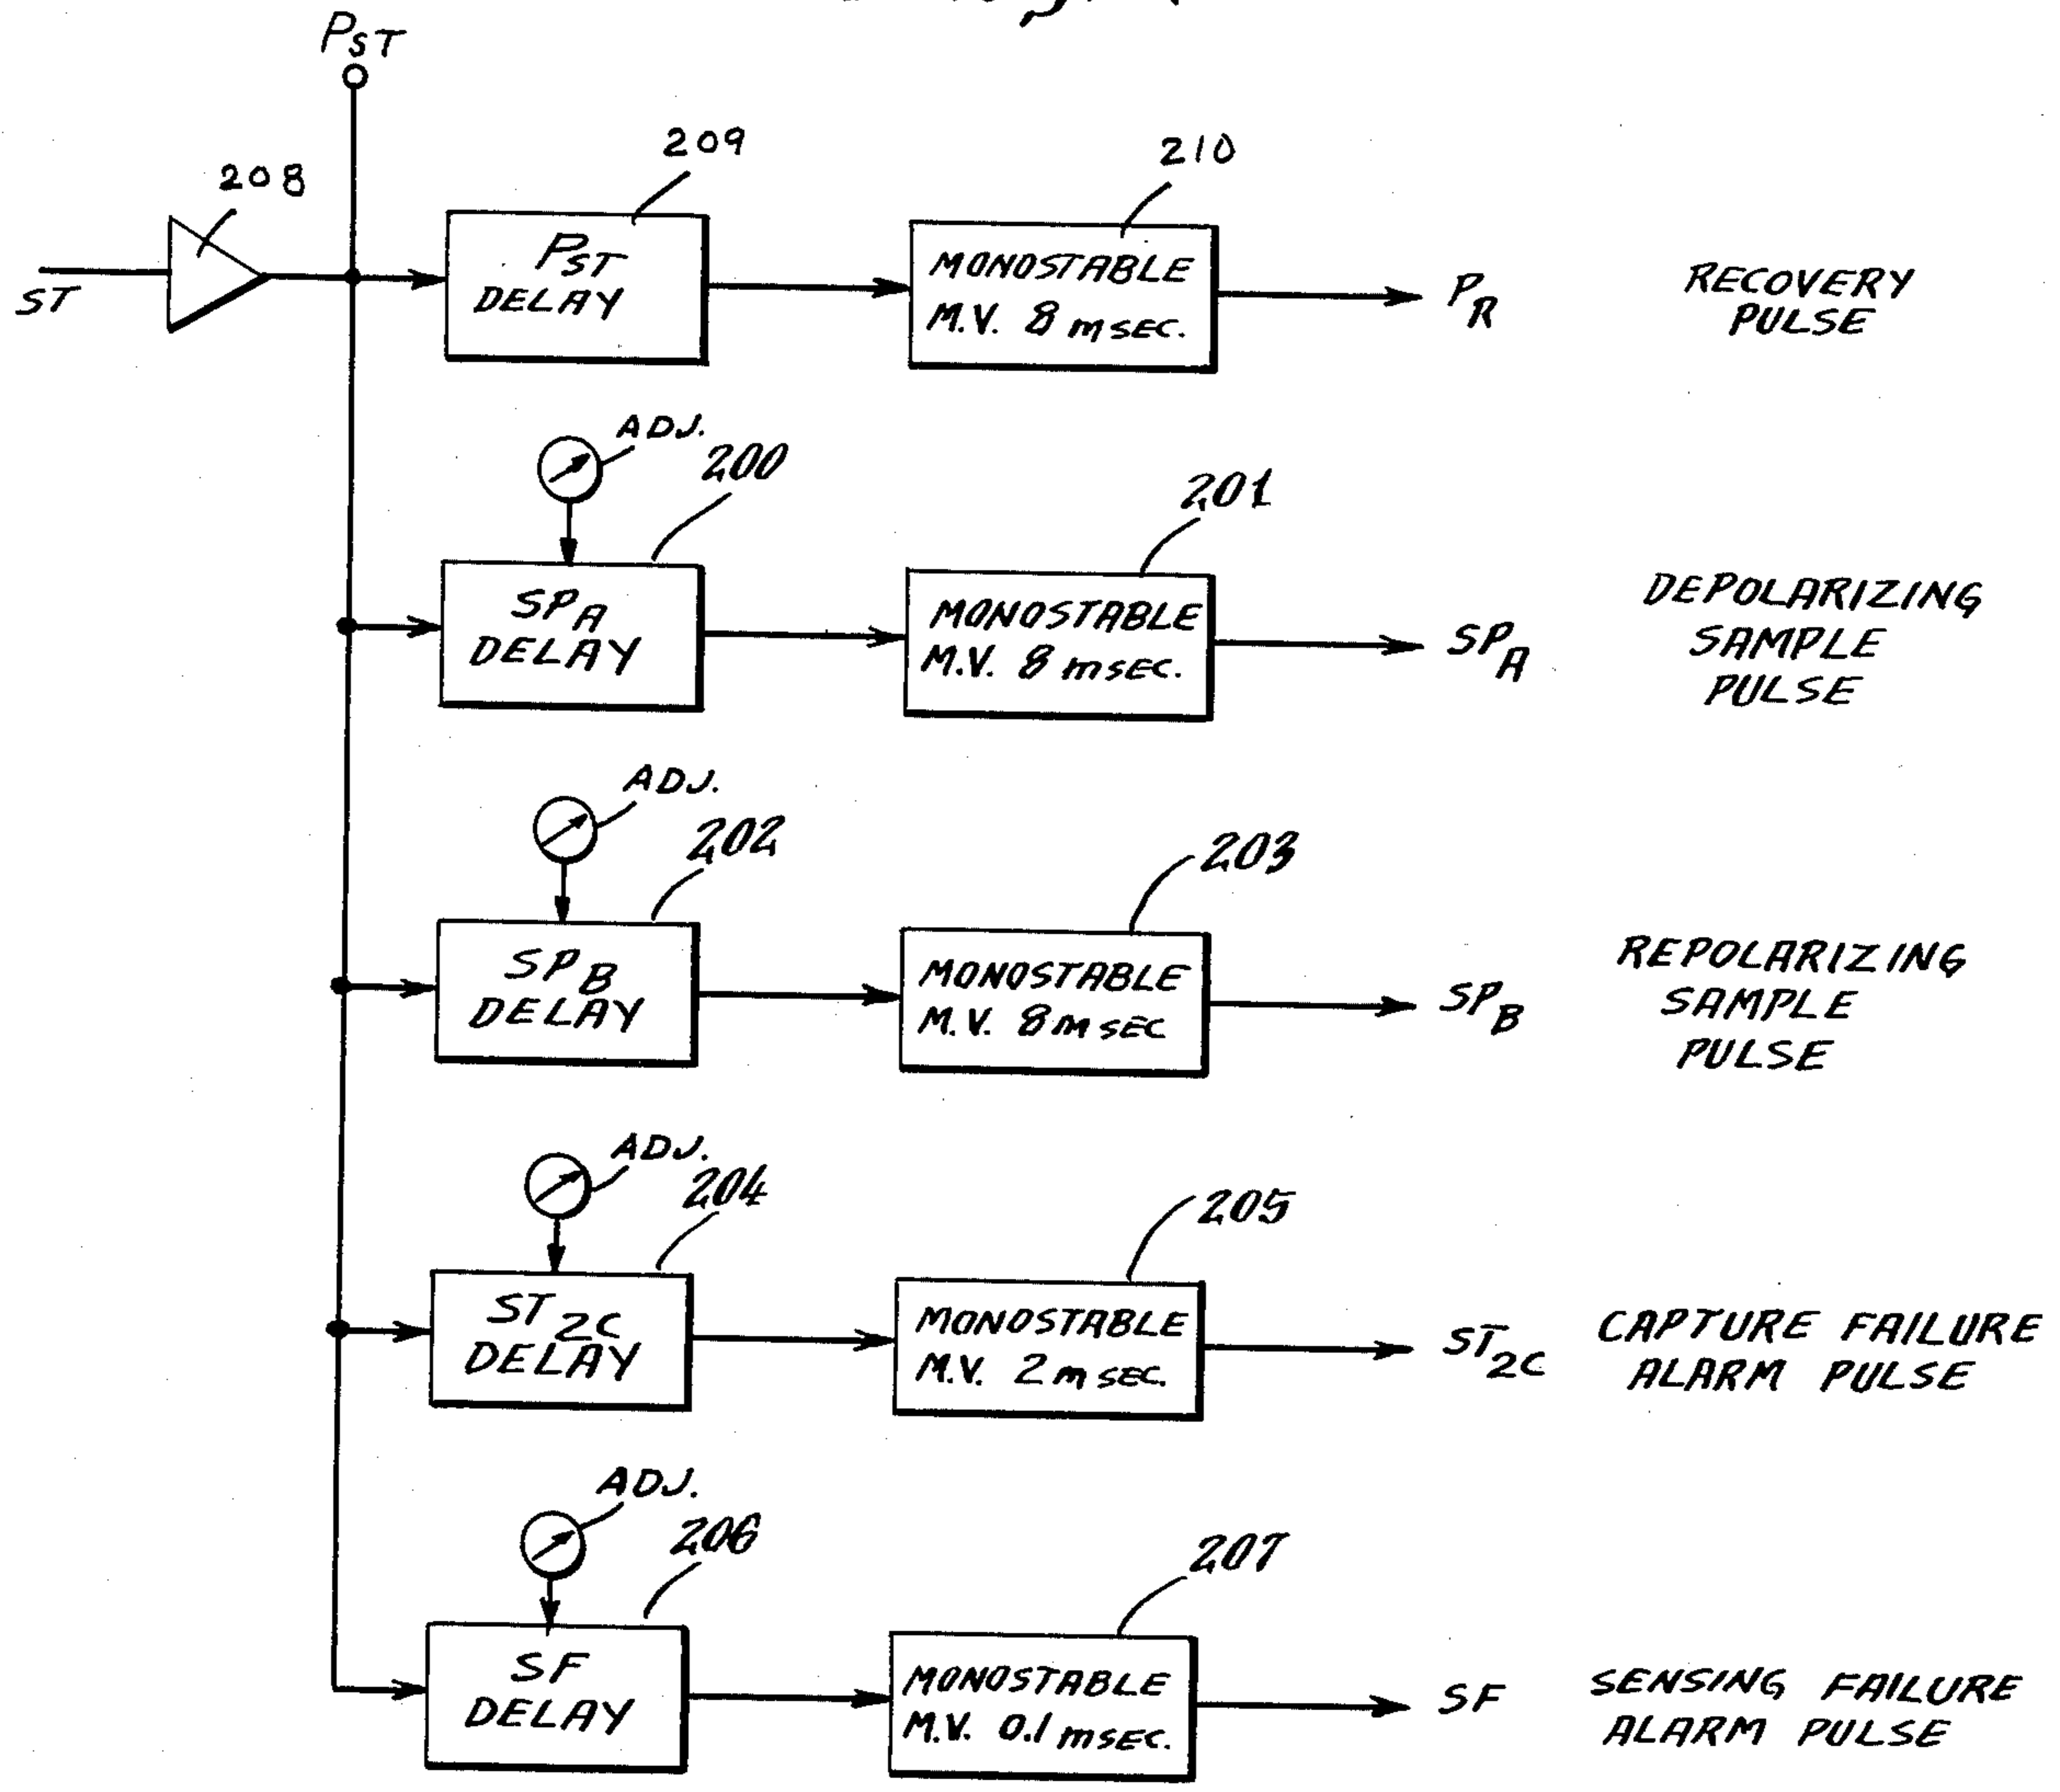 PST
208
209
210
ST
PST
DELAY
MONOSTABLE
M.V. 8 msec.
PR
RECOVERY
PULSE
ADJ.
200
201
SPA
DELAY
MONOSTABLE
M.V. 8 msec.
SPA
DEPOLARIZING
SAMPLE
PULSE
ADJ.
202
203
SPB
DELAY
MONOSTABLE
M.V. 8 msec
SPB
REPOLARIZING
SAMPLE
PULSE
ADJ.
204
205
ST2C
DELAY
MONOSTABLE
M.V. 2 msec.
ST2C
CAPTURE FAILURE
ALARM PULSE
ADJ.
206
207
SF
DELAY
MONOSTABLE
M.V. 0.1 msec.
SF
SENSING FAILURE
ALARM PULSE